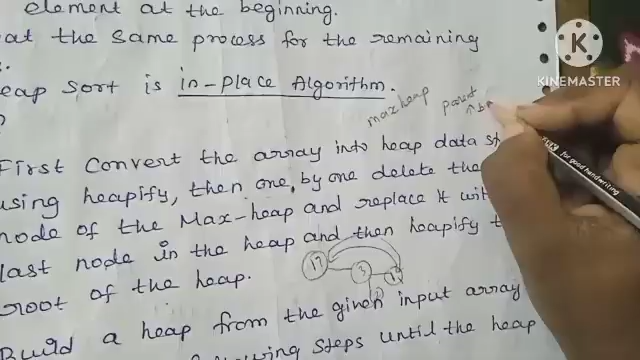 element at the beginning.
at the same process for the remaining
KINEMASTER
eap sort is in-place Algorithm.
max heap
First Convert the array into heap data st
using heapify, then one by one delete the
node of the Max-heap and replace it wit
last node in the heap and then heapify t
root of the heap.
17
3
Build a heap from the given input array
steps until the heap